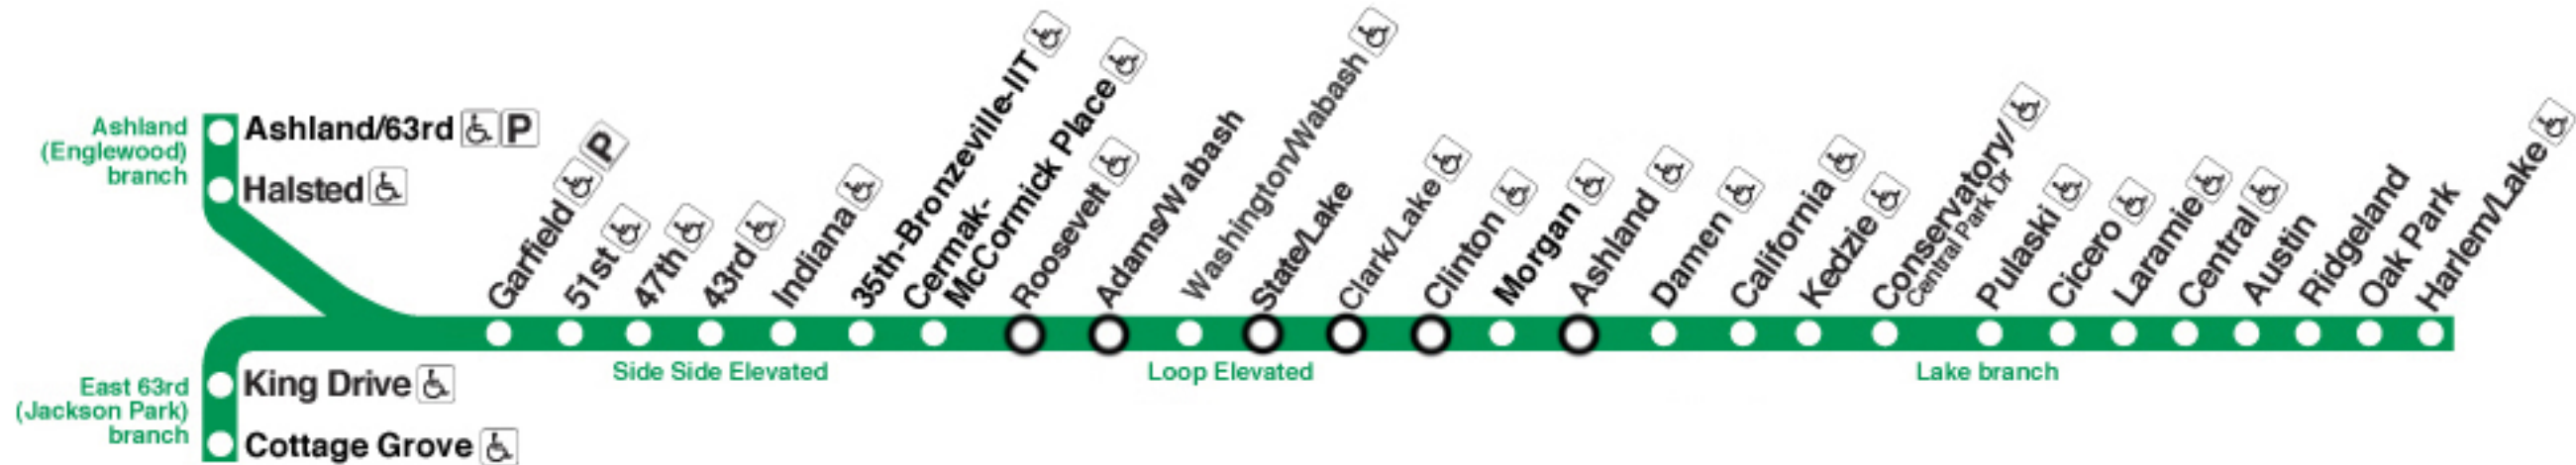 Ashland
(Englewood)
branch
Ashland/63rd P
Halsted
East 63rd
(Jackson Park)
branch
King Drive
Cottage Grove
Garfield P
51st
47th
43rd
Indiana
35th-Bronzeville-IIT
Cermak-
McCormick Place
Roosevelt
Adams/Wabash
Washington/Wabash
State/Lake
Clark/Lake
Clinton
Morgan
Ashland
Damen
California
Kedzie
Conservatory/
Central Park Dr
Pulaski
Cicero
Laramie
Central
Austin
Ridgeland
Oak Park
Harlem/Lake
Side Side Elevated
Loop Elevated
Lake branch